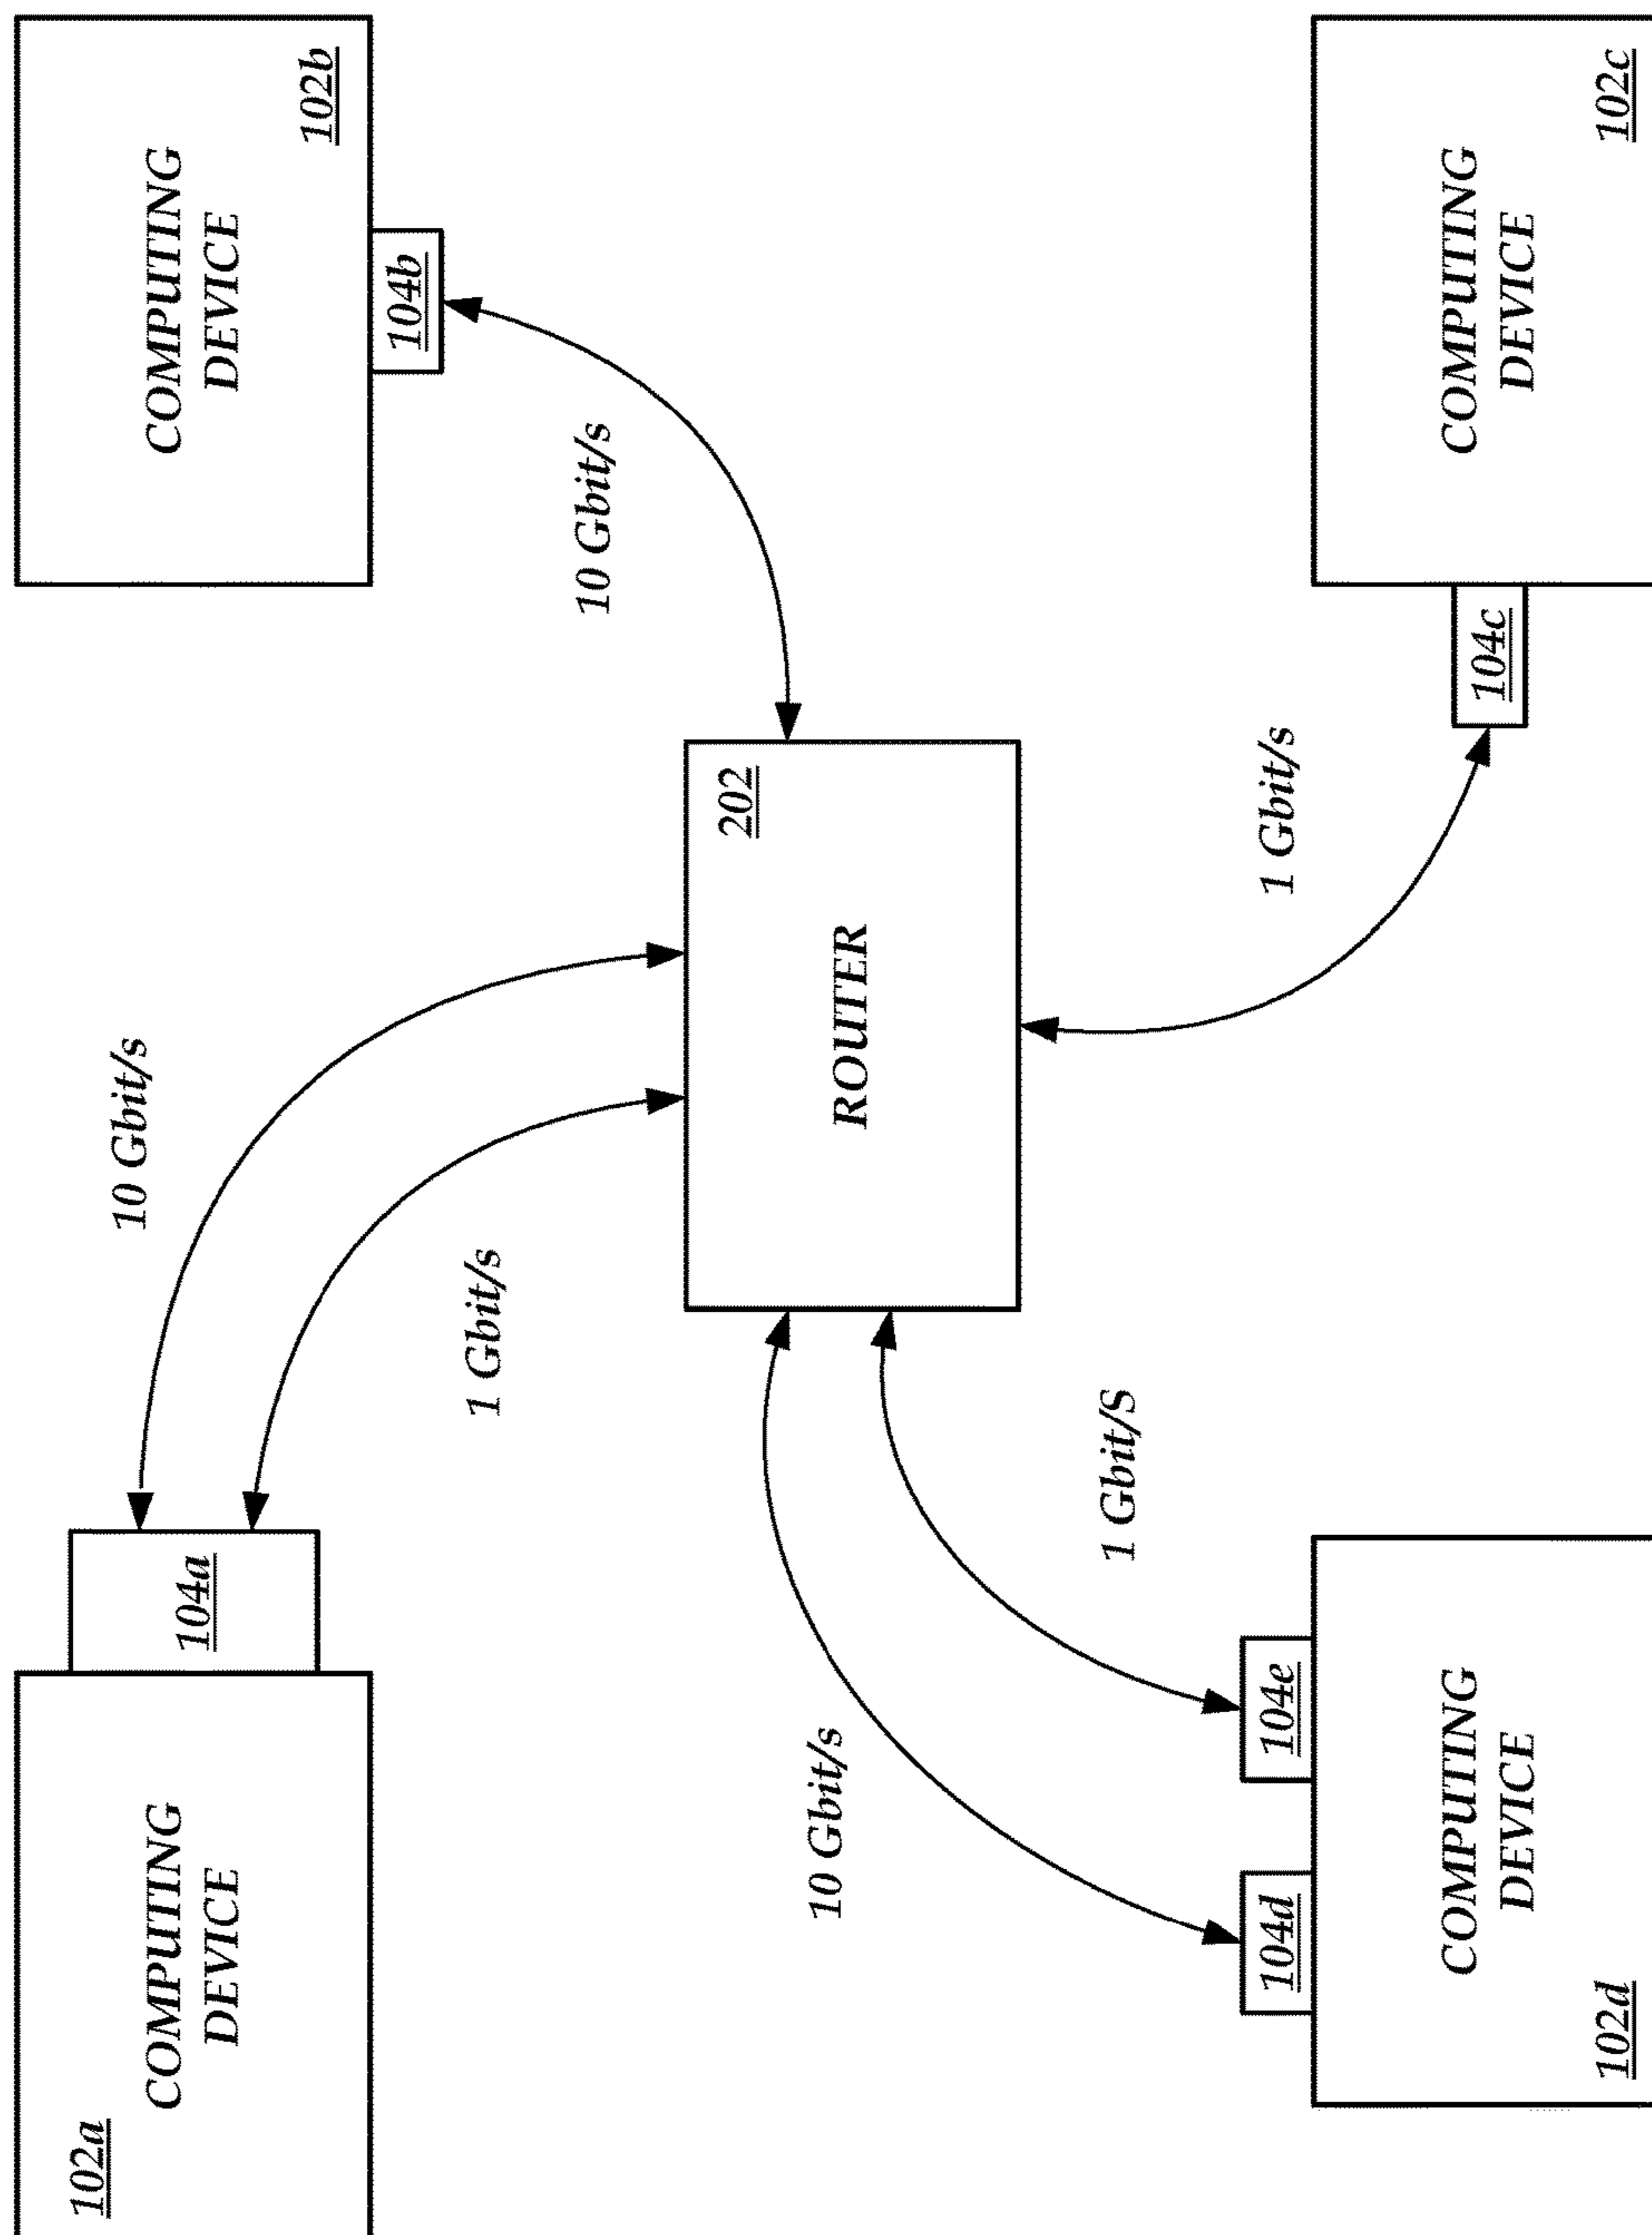 102a
COMPUTING
DEVICE
104a
10 Gbit/s
1 Gbit/s
COMPUTING
DEVICE
102b
104b
10 Gbit/s
202
ROUTER
10 Gbit/s
1 Gbit/S
104d
104e
COMPUTING
DEVICE
102d
1 Gbit/s
104c
COMPUTING
DEVICE
102c